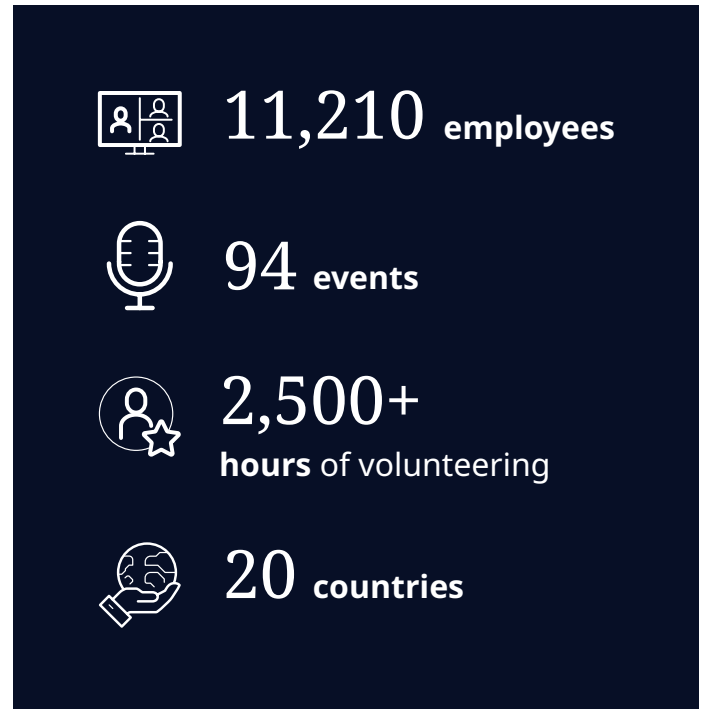 11,210 employees
94 events
2,500+
hours of volunteering
20 countries